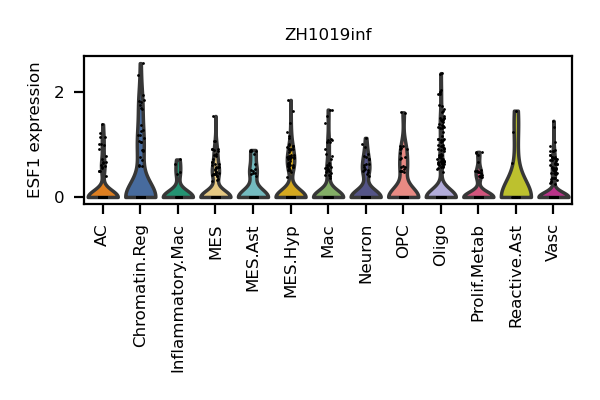 ZH1019inf
ESF1 expression
2
0
AC
Chromatin.Reg
Inflammatory.Mac
MES
MES.Ast
MES.Hyp
Mac
Neuron
OPC
Oligo
Prolif.Metab
Reactive.Ast
Vasc